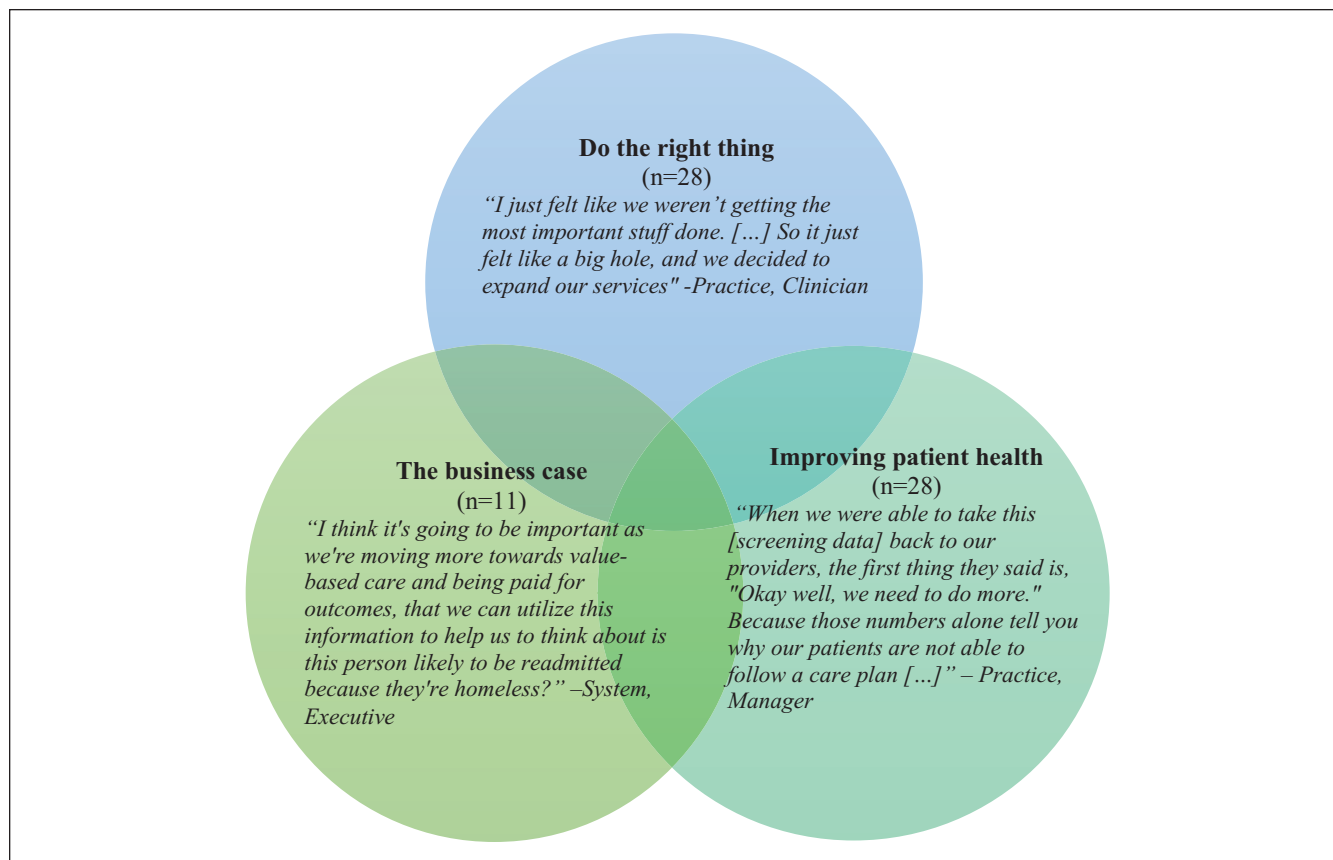 Do the right thing
(n=28)
“I just felt like we weren’t getting the
most important stuff done. […] So it just
felt like a big hole, and we decided to
expand our services" -Practice, Clinician
The business case
(n=11)
“I think it's going to be important as
we're moving more towards value-
based care and being paid for
outcomes, that we can utilize this
information to help us to think about is
this person likely to be readmitted
because they're homeless?” –System,
Executive
Improving patient health
(n=28)
“When we were able to take this
[screening data] back to our
providers, the first thing they said is,
"Okay well, we need to do more."
Because those numbers alone tell you
why our patients are not able to
follow a care plan […]” – Practice,
Manager